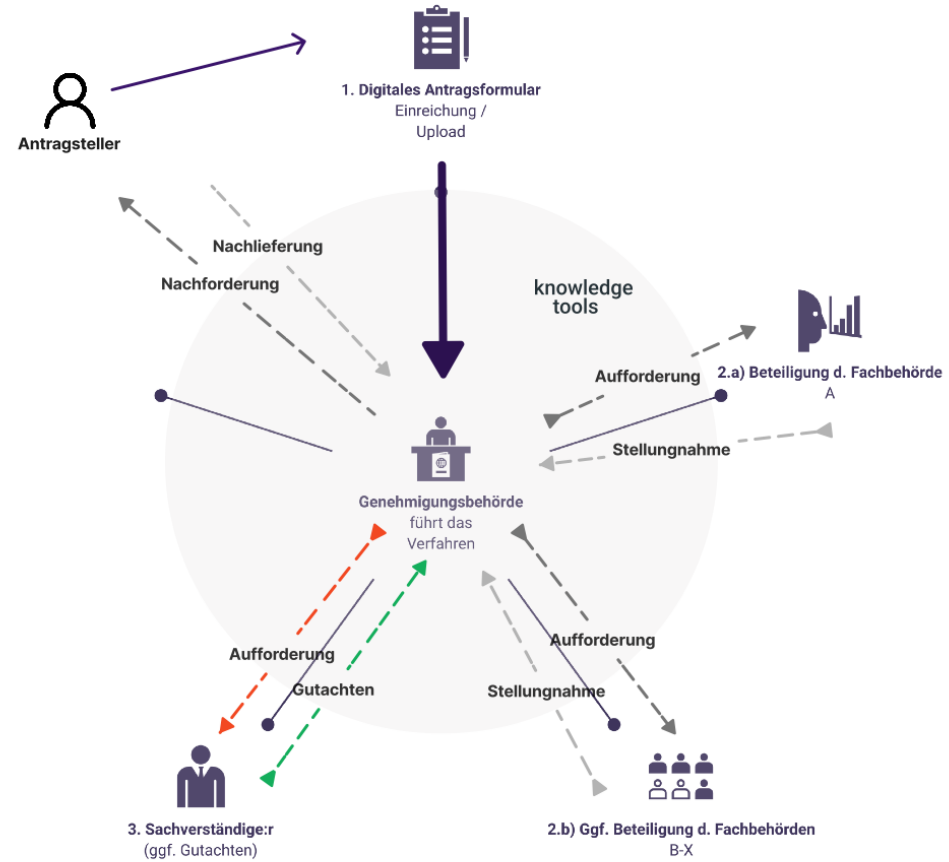 1. Digitales Antragsformular
Einreichung /
Upload
Antragsteller
Nachlieferung
Nachforderung
knowledge
tools
Aufforderung
2.a) Beteiligung d. Fachbehörde
A
Stellungnahme
Genehmigungsbehörde
führt das
Verfahren
Aufforderung
Gutachten
Aufforderung
Stellungnahme
3. Sachverständige:r
(ggf. Gutachten)
2.b) Ggf. Beteiligung d. Fachbehörden
B-X